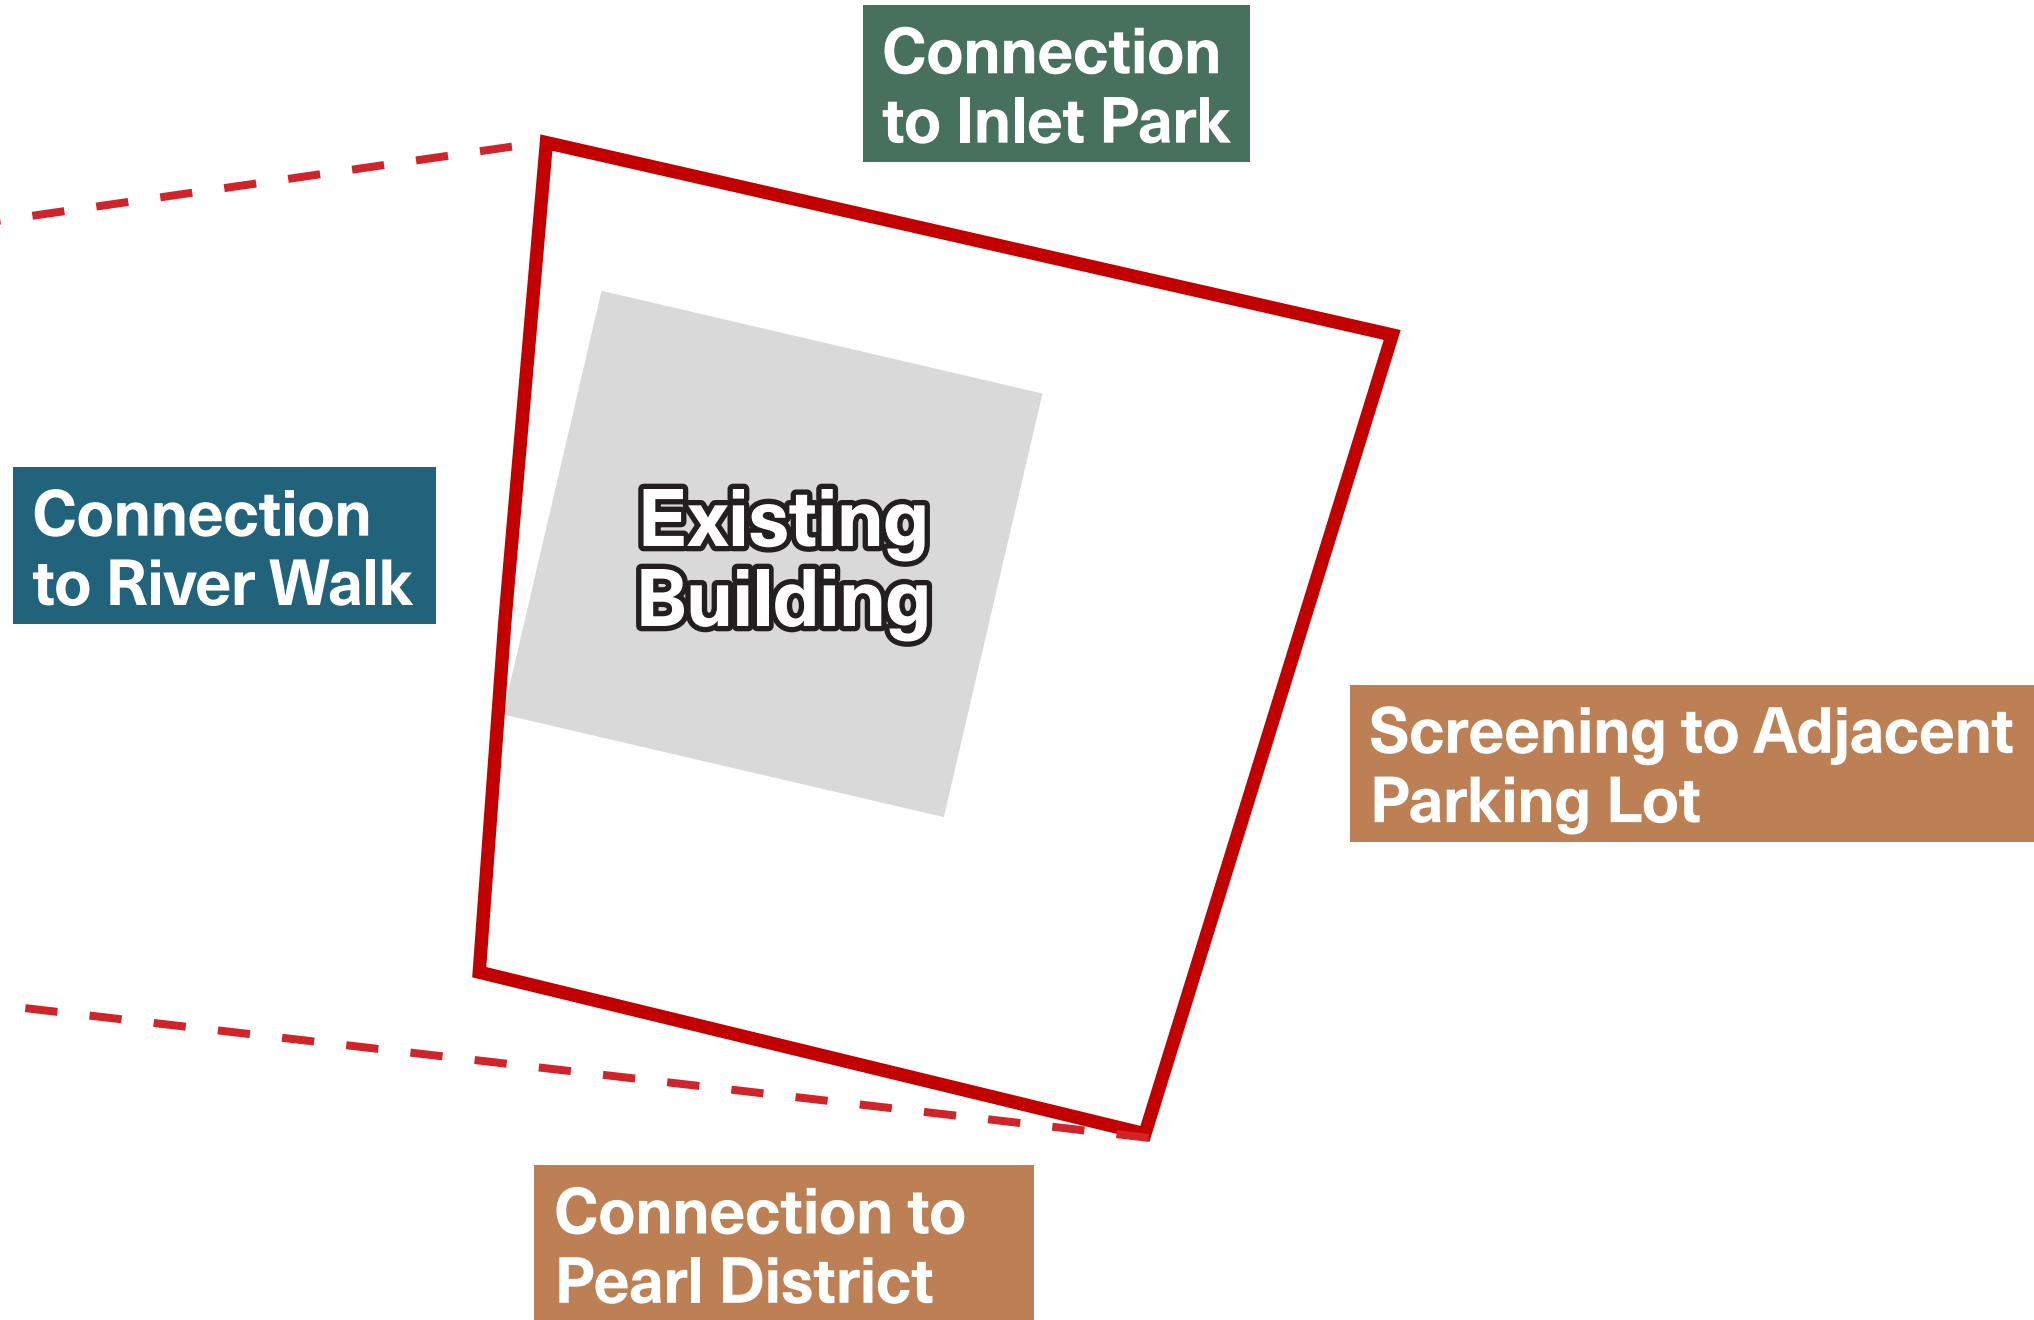 Connection
to Inlet Park
Existing
Building
Connection
to River Walk
Screening to Adjacent
Parking Lot
Connection to
Pearl District